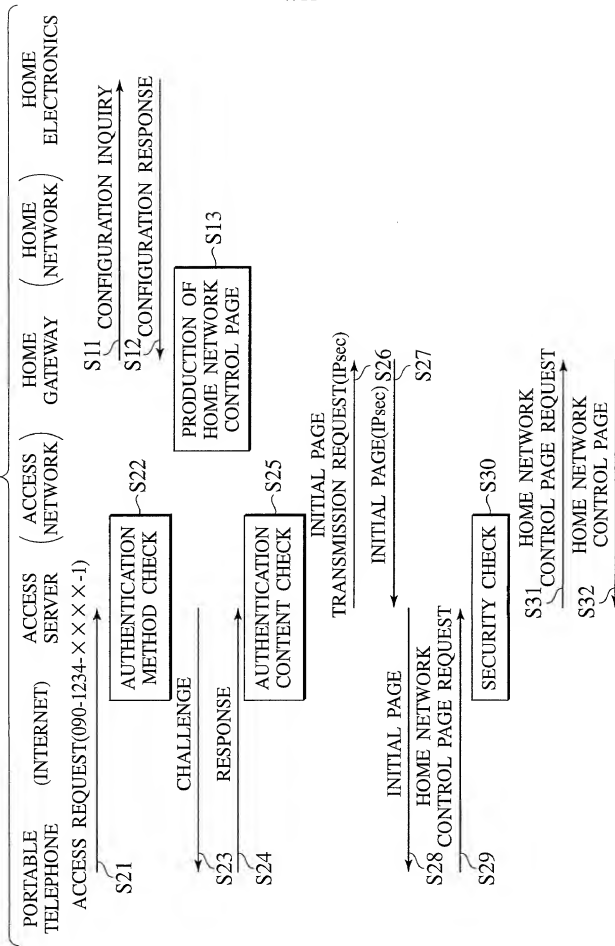 PORTABLE
TELEPHONE
(INTERNET)
ACCESS
SERVER
(ACCESS
NETWORK)
HOME
GATEWAY
(HOME
NETWORK)
HOME
ELECTRONICS
S11
CONFIGURATION INQUIRY
S12
CONFIGURATION RESPONSE
PRODUCTION OF
HOME NETWORK
CONTROL PAGE
S13
ACCESS REQUEST(090-1234-××××-1)
S21
AUTHENTICATION
METHOD CHECK
S22
CHALLENGE
S23
RESPONSE
S24
AUTHENTICATION
CONTENT CHECK
S25
INITIAL PAGE
TRANSMISSION REQUEST(IPsec)
S26
INITIAL PAGE(IPsec)
S27
INITIAL PAGE
S28
HOME NETWORK
CONTROL PAGE REQUEST
S29
SECURITY CHECK
S30
HOME NETWORK
CONTROL PAGE REQUEST
S31
HOME NETWORK
CONTROL PAGE
S32